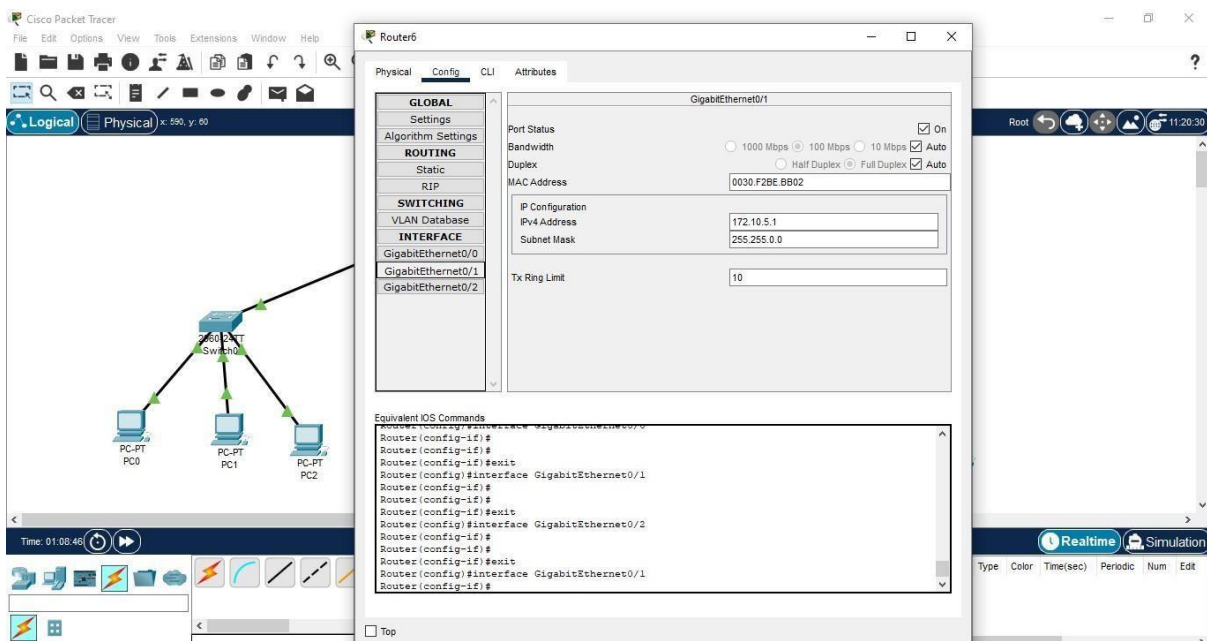 Cisco Packet Tracer
File Edit Options View Tools Extensions Window Help
?
Logical Physical x: 590, y: 60
Root 11:20:30
Router6
Physical Config CLI Attributes
GLOBAL
Settings
Algorithm Settings
ROUTING
Static
RIP
SWITCHING
VLAN Database
INTERFACE
GigabitEthernet0/0
GigabitEthernet0/1
GigabitEthernet0/2
GigabitEthernet0/1
Port Status On
Bandwidth 1000 Mbps 100 Mbps 10 Mbps Auto
Duplex Half Duplex Full Duplex Auto
MAC Address 0030.F2BE.BB02
IP Configuration
IPv4 Address 172.10.5.1
Subnet Mask 255.255.0.0
Tx Ring Limit 10
Equivalent IOS Commands
Router(config)#interface GigabitEthernet0/0
Router(config-if)#
Router(config-if)#
Router(config-if)#exit
Router(config)#interface GigabitEthernet0/1
Router(config-if)#
Router(config-if)#
Router(config-if)#exit
Router(config)#interface GigabitEthernet0/2
Router(config-if)#
Router(config-if)#
Router(config-if)#exit
Router(config)#interface GigabitEthernet0/1
Router(config-if)#
Top
2960-24TT
Switch0
PC-PT
PC0
PC-PT
PC1
PC-PT
PC2
Time: 01:08:46
Realtime Simulation
Type Color Time(sec) Periodic Num Edit